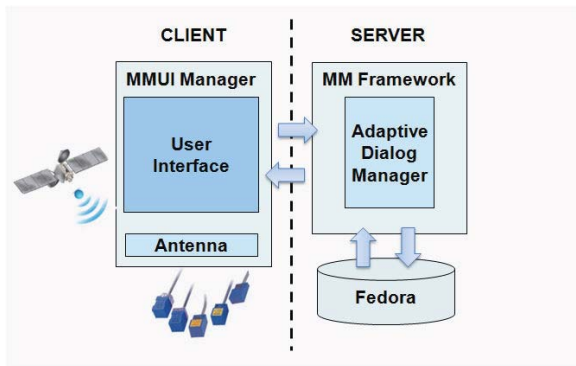 CLIENT
SERVER
MMUI Manager
MM Framework
User
Interface
Adaptive
Dialog
Manager
Antenna
Fedora